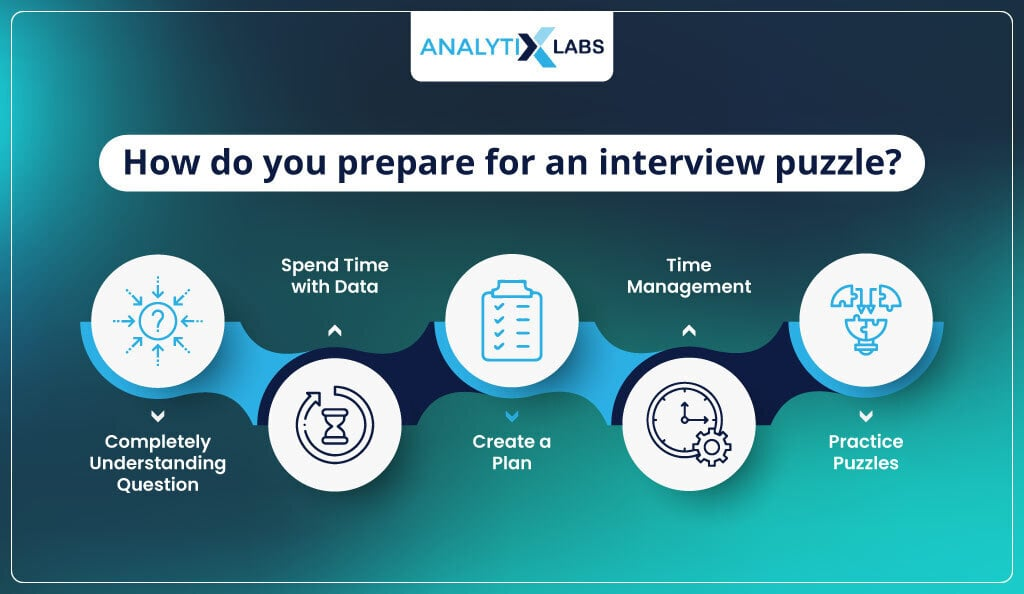 ANALYTIX LABS
How do you prepare for an interview puzzle?
Completely
Understanding
Question
Spend Time
with Data
Create a
Plan
Time
Management
Practice
Puzzles